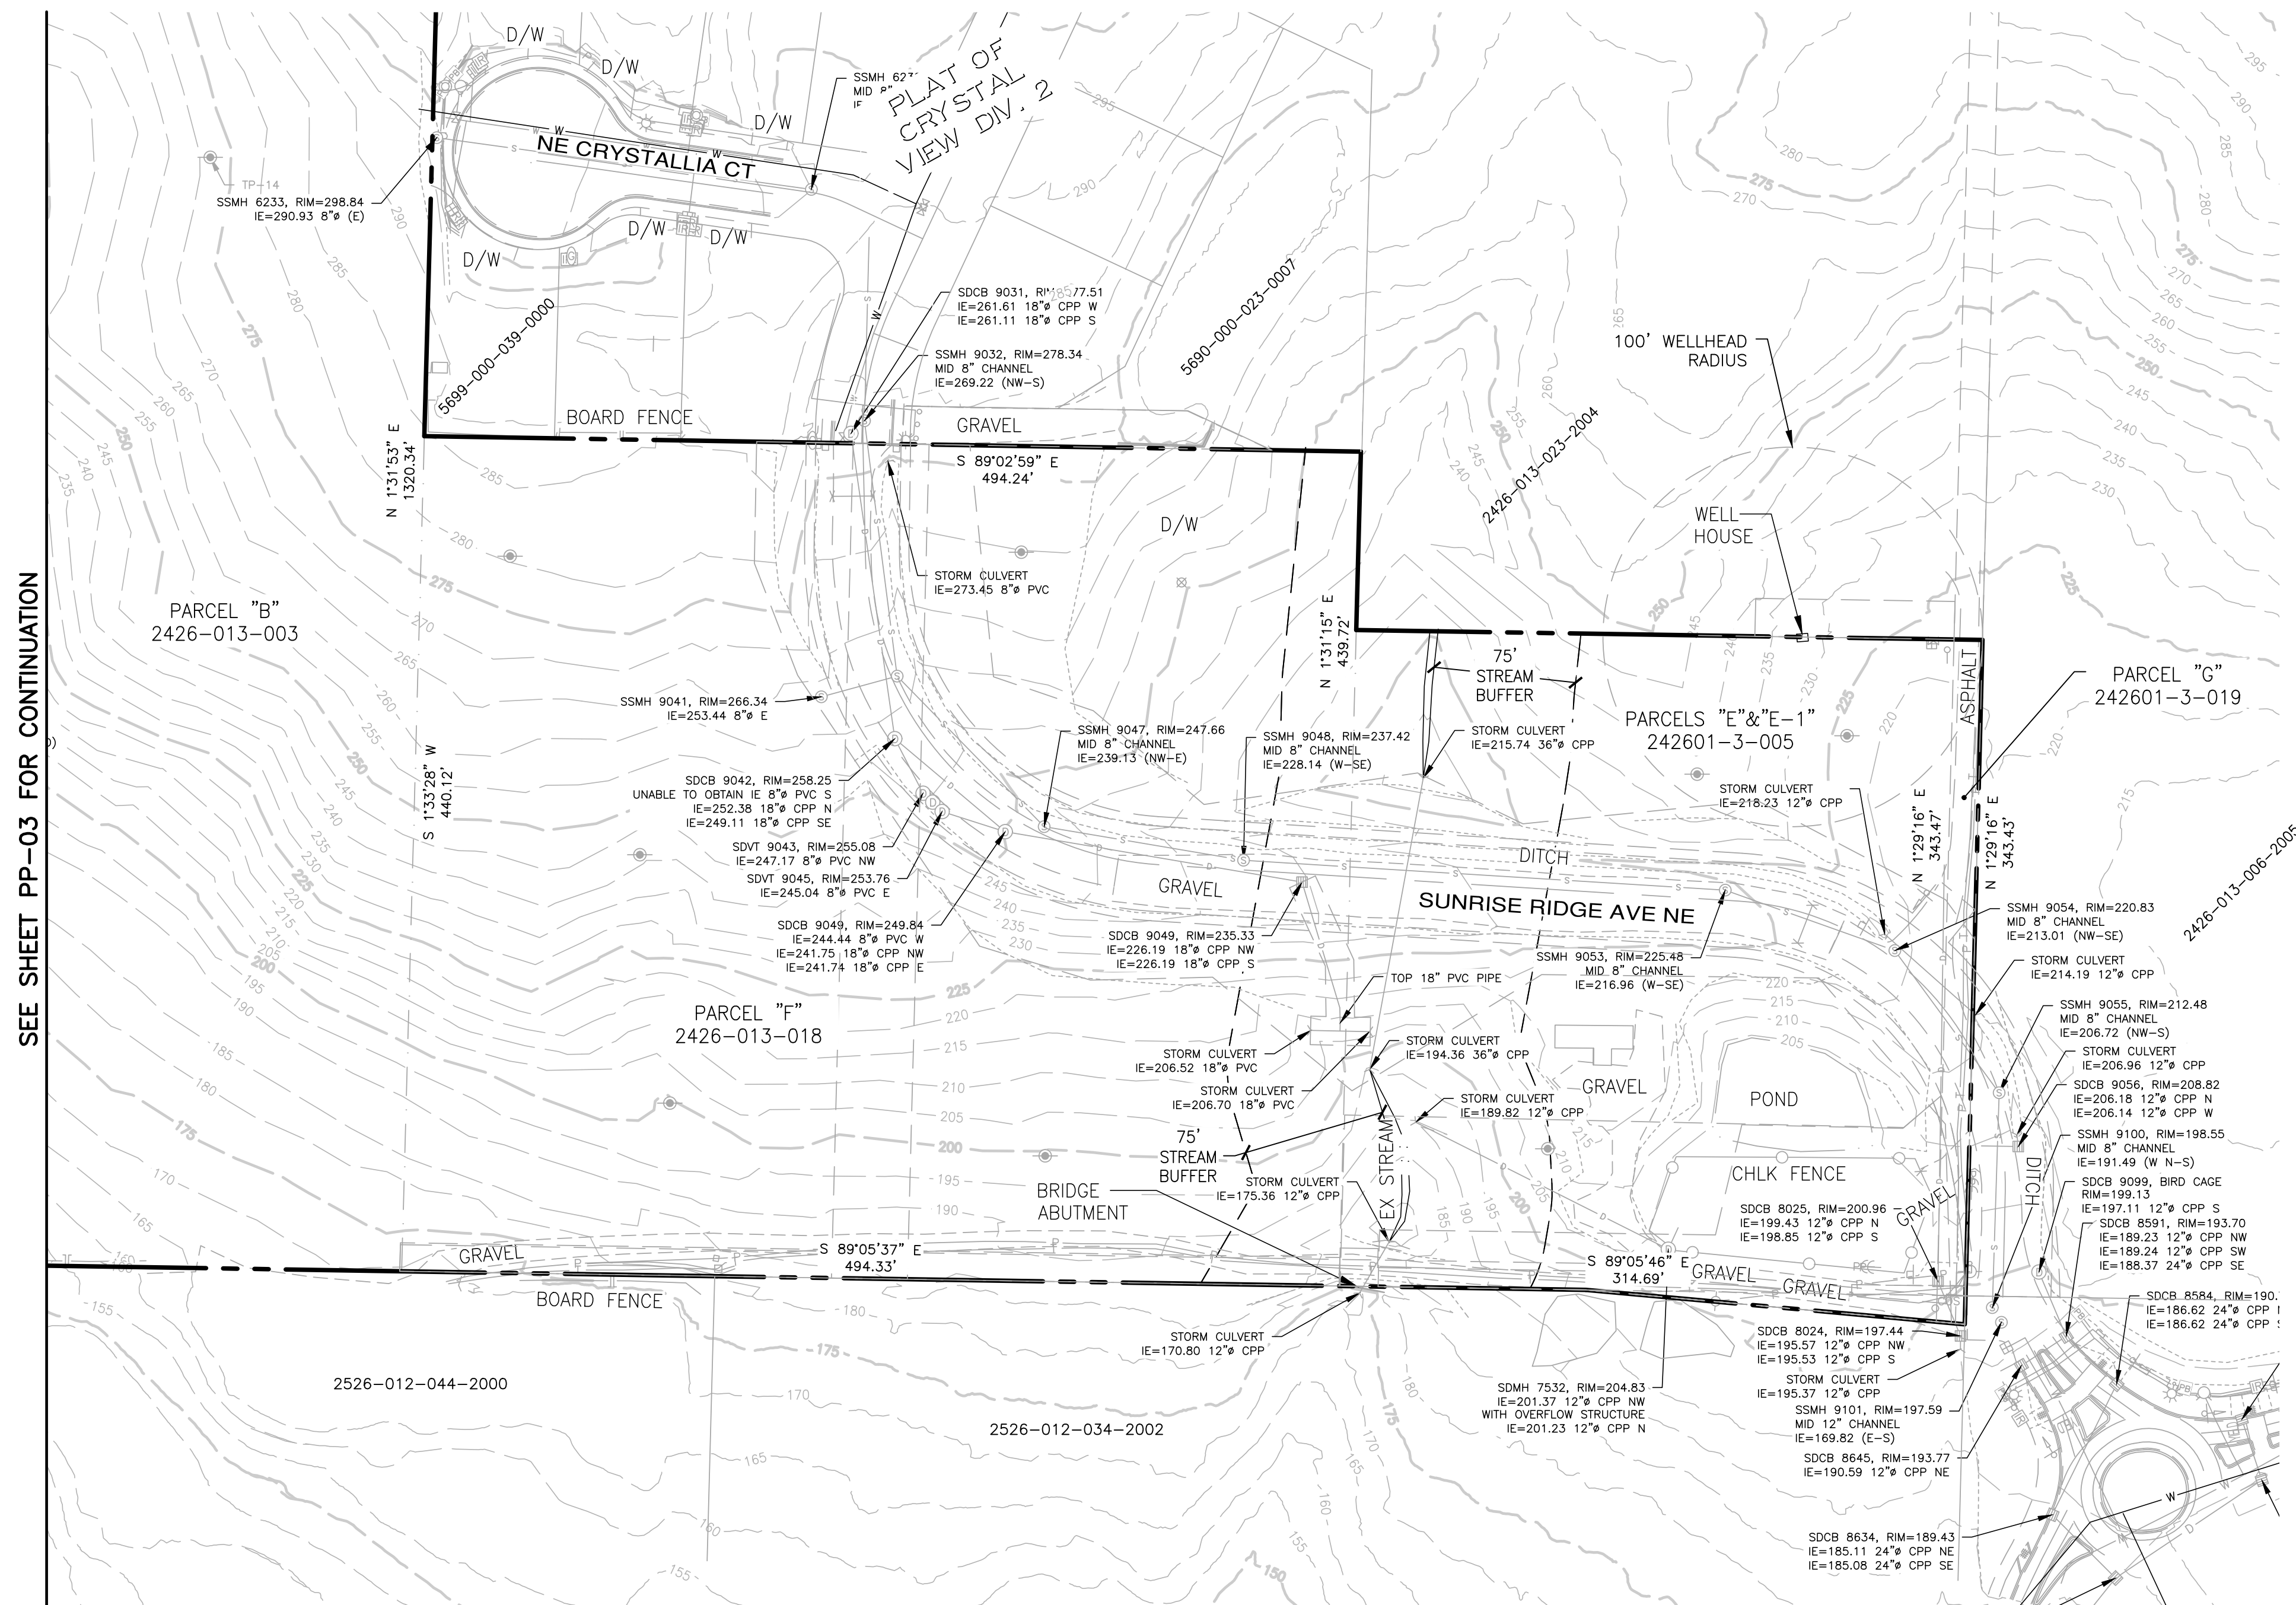 SEE SHEET PP-03 FOR CONTINUATION
D/W
D/W
D/W
D/W
D/W
D/W
NE CRYSTALLIA CT
PLAT OF
CRYSTAL
VIEW DIV. 2
MID 8"
TP-14
SSMH 6233, RIM=298.84
IE=290.93 8"ø (E)
5699-000-039-0000
SDCB 9031,
IE=261.61 18"ø CPP W
IE=261.11 18"ø CPP S
SSMH 9032, RIM=278.34
MID 8" CHANNEL
IE=269.22 (NW-S)
5690-000-023-0007
100' WELLHEAD
RADIUS
2426-013-023-2004
WELL
HOUSE
BOARD FENCE
GRAVEL
N 1°31'53" E
1320.34'
S 89°02'59" E
494.24'
D/W
STORM CULVERT
IE=273.45 8"ø PVC
PARCEL "B"
2426-013-003
N 1°31'15" E
439.72'
75'
STREAM
BUFFER
PARCELS "E"&"E-1"
242601-3-005
ASPHALT
PARCEL "G"
242601-3-019
SSMH 9041, RIM=266.34
IE=253.44 8"ø E
S 1°33'28" W
440.12'
SDCB 9042, RIM=258.25
UNABLE TO OBTAIN IE 8"ø PVC S
IE=252.38 18"ø CPP N
IE=249.11 18"ø CPP SE
SDVT 9043, RIM=255.08
IE=247.17 8"ø PVC NW
SDVT 9045, RIM=253.76
IE=245.04 8"ø PVC E
SDCB 9049, RIM=249.84
IE=244.44 8"ø PVC W
IE=241.75 18"ø CPP NW
IE=241.74 18"ø CPP E
SSMH 9047, RIM=247.66
MID 8" CHANNEL
IE=239.13 (NW-E)
SSMH 9048, RIM=237.42
MID 8" CHANNEL
IE=228.14 (W-SE)
STORM CULVERT
IE=215.74 36"ø CPP
STORM CULVERT
IE=218.23 12"ø CPP
N 1°29'16" E
343.47'
N 1°29'16" E
343.43'
2426-013-006-2005
GRAVEL
DITCH
SUNRISE RIDGE AVE NE
SDCB 9049, RIM=235.33
IE=226.19 18"ø CPP NW
IE=226.19 18"ø CPP S
SSMH 9053, RIM=225.48
MID 8" CHANNEL
IE=216.96 (W-SE)
SSMH 9054, RIM=220.83
MID 8" CHANNEL
IE=213.01 (NW-SE)
STORM CULVERT
IE=214.19 12"ø CPP
TOP 18" PVC PIPE
PARCEL "F"
2426-013-018
SSMH 9055, RIM=212.48
MID 8" CHANNEL
IE=206.72 (NW-S)
STORM CULVERT
IE=206.52 18"ø PVC
STORM CULVERT
IE=194.36 36"ø CPP
STORM CULVERT
IE=206.70 18"ø PVC
STORM CULVERT
IE=189.82 12"ø CPP
GRAVEL
POND
STORM CULVERT
IE=206.96 12"ø CPP
SDCB 9056, RIM=208.82
IE=206.18 12"ø CPP N
IE=206.14 12"ø CPP W
75'
STREAM
BUFFER
EX STREAM
STORM CULVERT
IE=175.36 12"ø CPP
CHLK FENCE
DITCH
SSMH 9100, RIM=198.55
MID 8" CHANNEL
IE=191.49 (W N-S)
SDCB 9099, BIRD CAGE
RIM=199.13
IE=197.11 12"ø CPP S
BRIDGE
ABUTMENT
SDCB 8025, RIM=200.96
IE=199.43 12"ø CPP N
IE=198.85 12"ø CPP S
GRAVEL
SDCB 8591, RIM=193.70
IE=189.23 12"ø CPP NW
IE=189.24 12"ø CPP SW
IE=188.37 24"ø CPP SE
GRAVEL
S 89°05'37" E
494.33'
S 89°05'46" E
314.69'
GRAVEL
GRAVEL
BOARD FENCE
SDCB 8584, RIM=190.
IE=186.62 24"ø CPP
IE=186.62 24"ø CPP
STORM CULVERT
IE=170.80 12"ø CPP
SDCB 8024, RIM=197.44
IE=195.57 12"ø CPP NW
IE=195.53 12"ø CPP S
STORM CULVERT
IE=195.37 12"ø CPP
2526-012-044-2000
2526-012-034-2002
SDMH 7532, RIM=204.83
IE=201.37 12"ø CPP NW
WITH OVERFLOW STRUCTURE
IE=201.23 12"ø CPP N
SSMH 9101, RIM=197.59
MID 12" CHANNEL
IE=169.82 (E-S)
SDCB 8645, RIM=193.77
IE=190.59 12"ø CPP NE
SDCB 8634, RIM=189.43
IE=185.11 24"ø CPP NE
IE=185.08 24"ø CPP SE